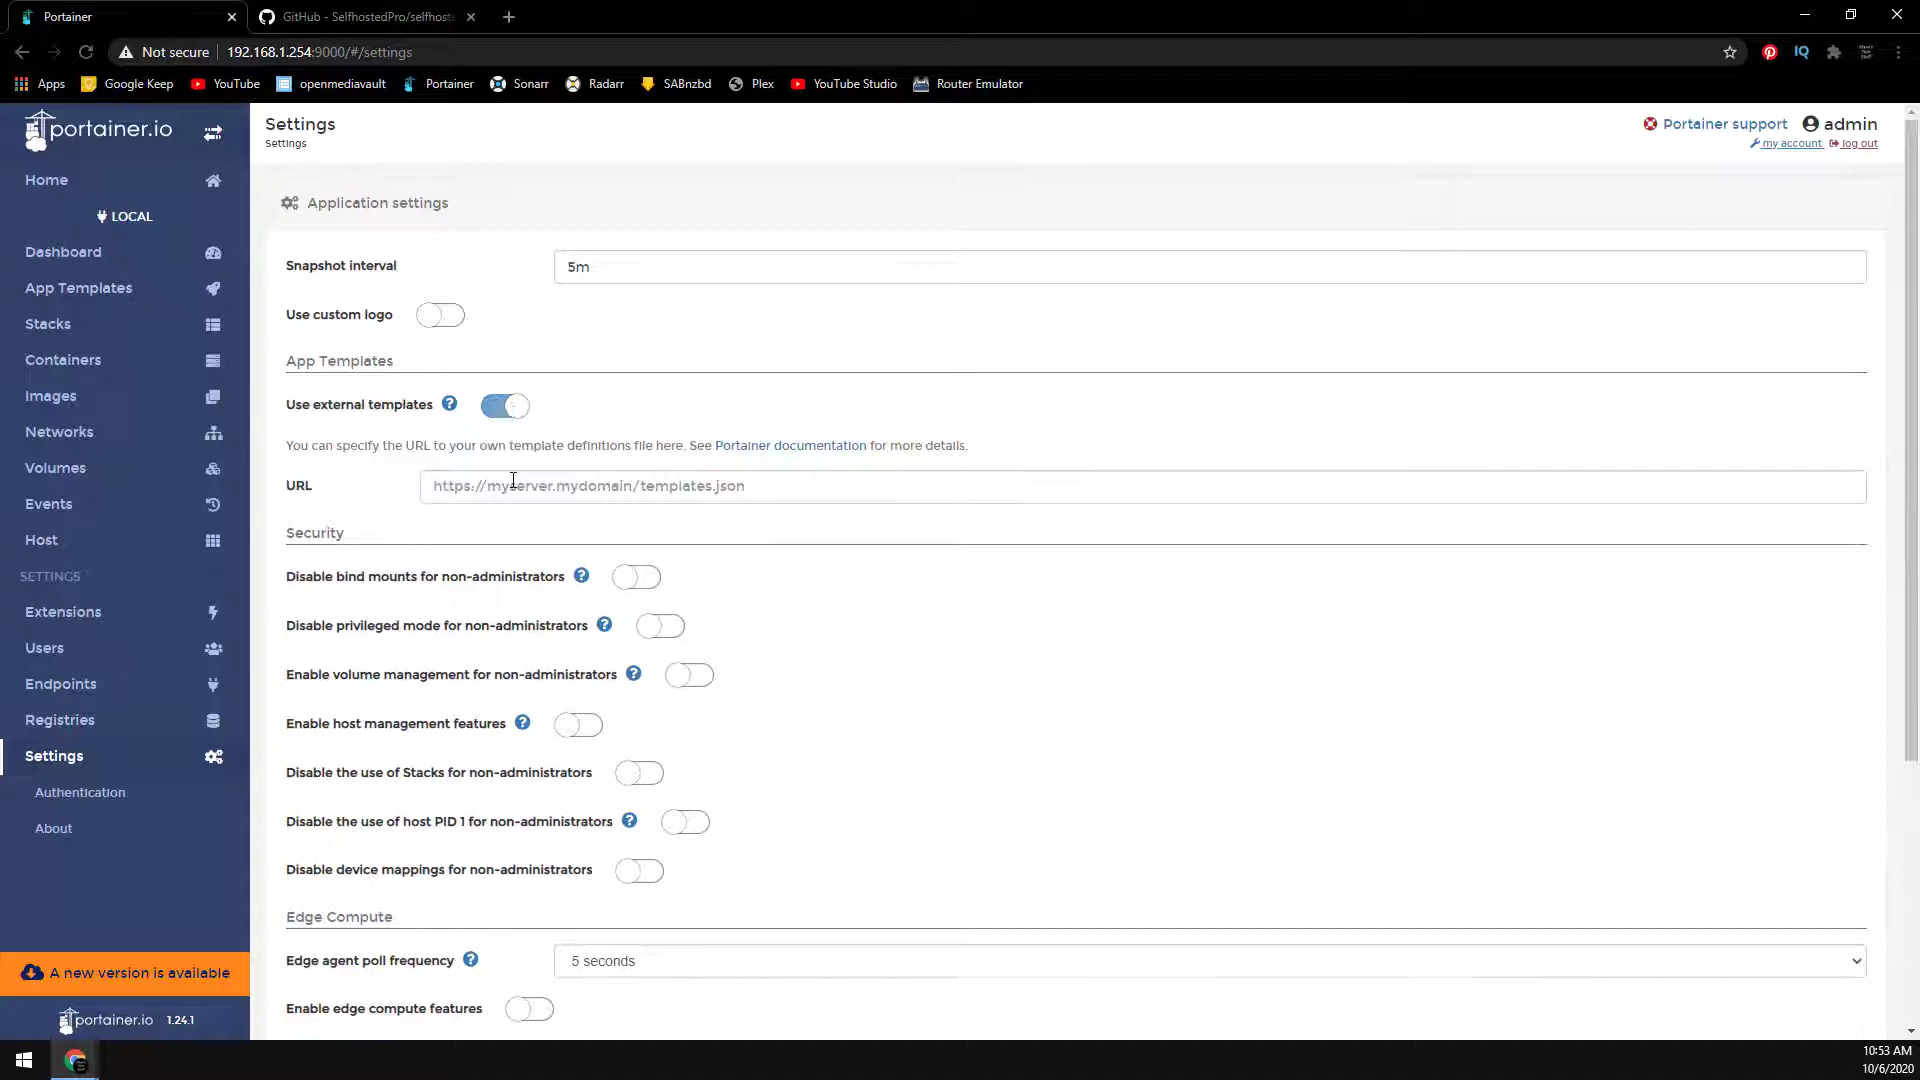 Portainer
GitHub - SelfhostedPro/selfhost
Not secure
192.168.1.254:9000/#/settings
Apps
Google Keep
YouTube
openmediavault
Portainer
Sonarr
Radarr
SABnzbd
Plex
YouTube Studio
Router Emulator
portainer.io
Home
LOCAL
Dashboard
App Templates
Stacks
Containers
Images
Networks
Volumes
Events
Host
SETTINGS
Extensions
Users
Endpoints
Registries
Settings
Authentication
About
A new version is available
portainer.io 1.24.1
Settings
Settings
Portainer support
admin
my account
log out
Application settings
Snapshot interval
5m
Use custom logo
App Templates
Use external templates
You can specify the URL to your own template definitions file here. See Portainer documentation for more details.
URL
https://myserver.mydomain/templates.json
Security
Disable bind mounts for non-administrators
Disable privileged mode for non-administrators
Enable volume management for non-administrators
Enable host management features
Disable the use of Stacks for non-administrators
Disable the use of host PID 1 for non-administrators
Disable device mappings for non-administrators
Edge Compute
Edge agent poll frequency
5 seconds
Enable edge compute features
10:53 AM
10/6/2020